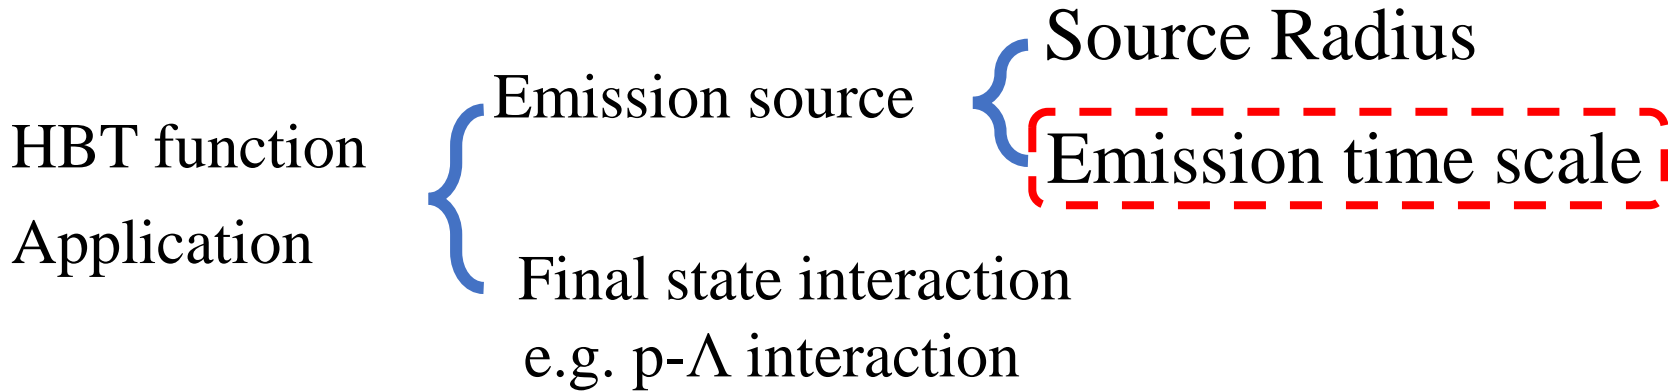 HBT function
Application
Emission source
Source Radius
Emission time scale
Final state interaction
e.g. p-Λ interaction